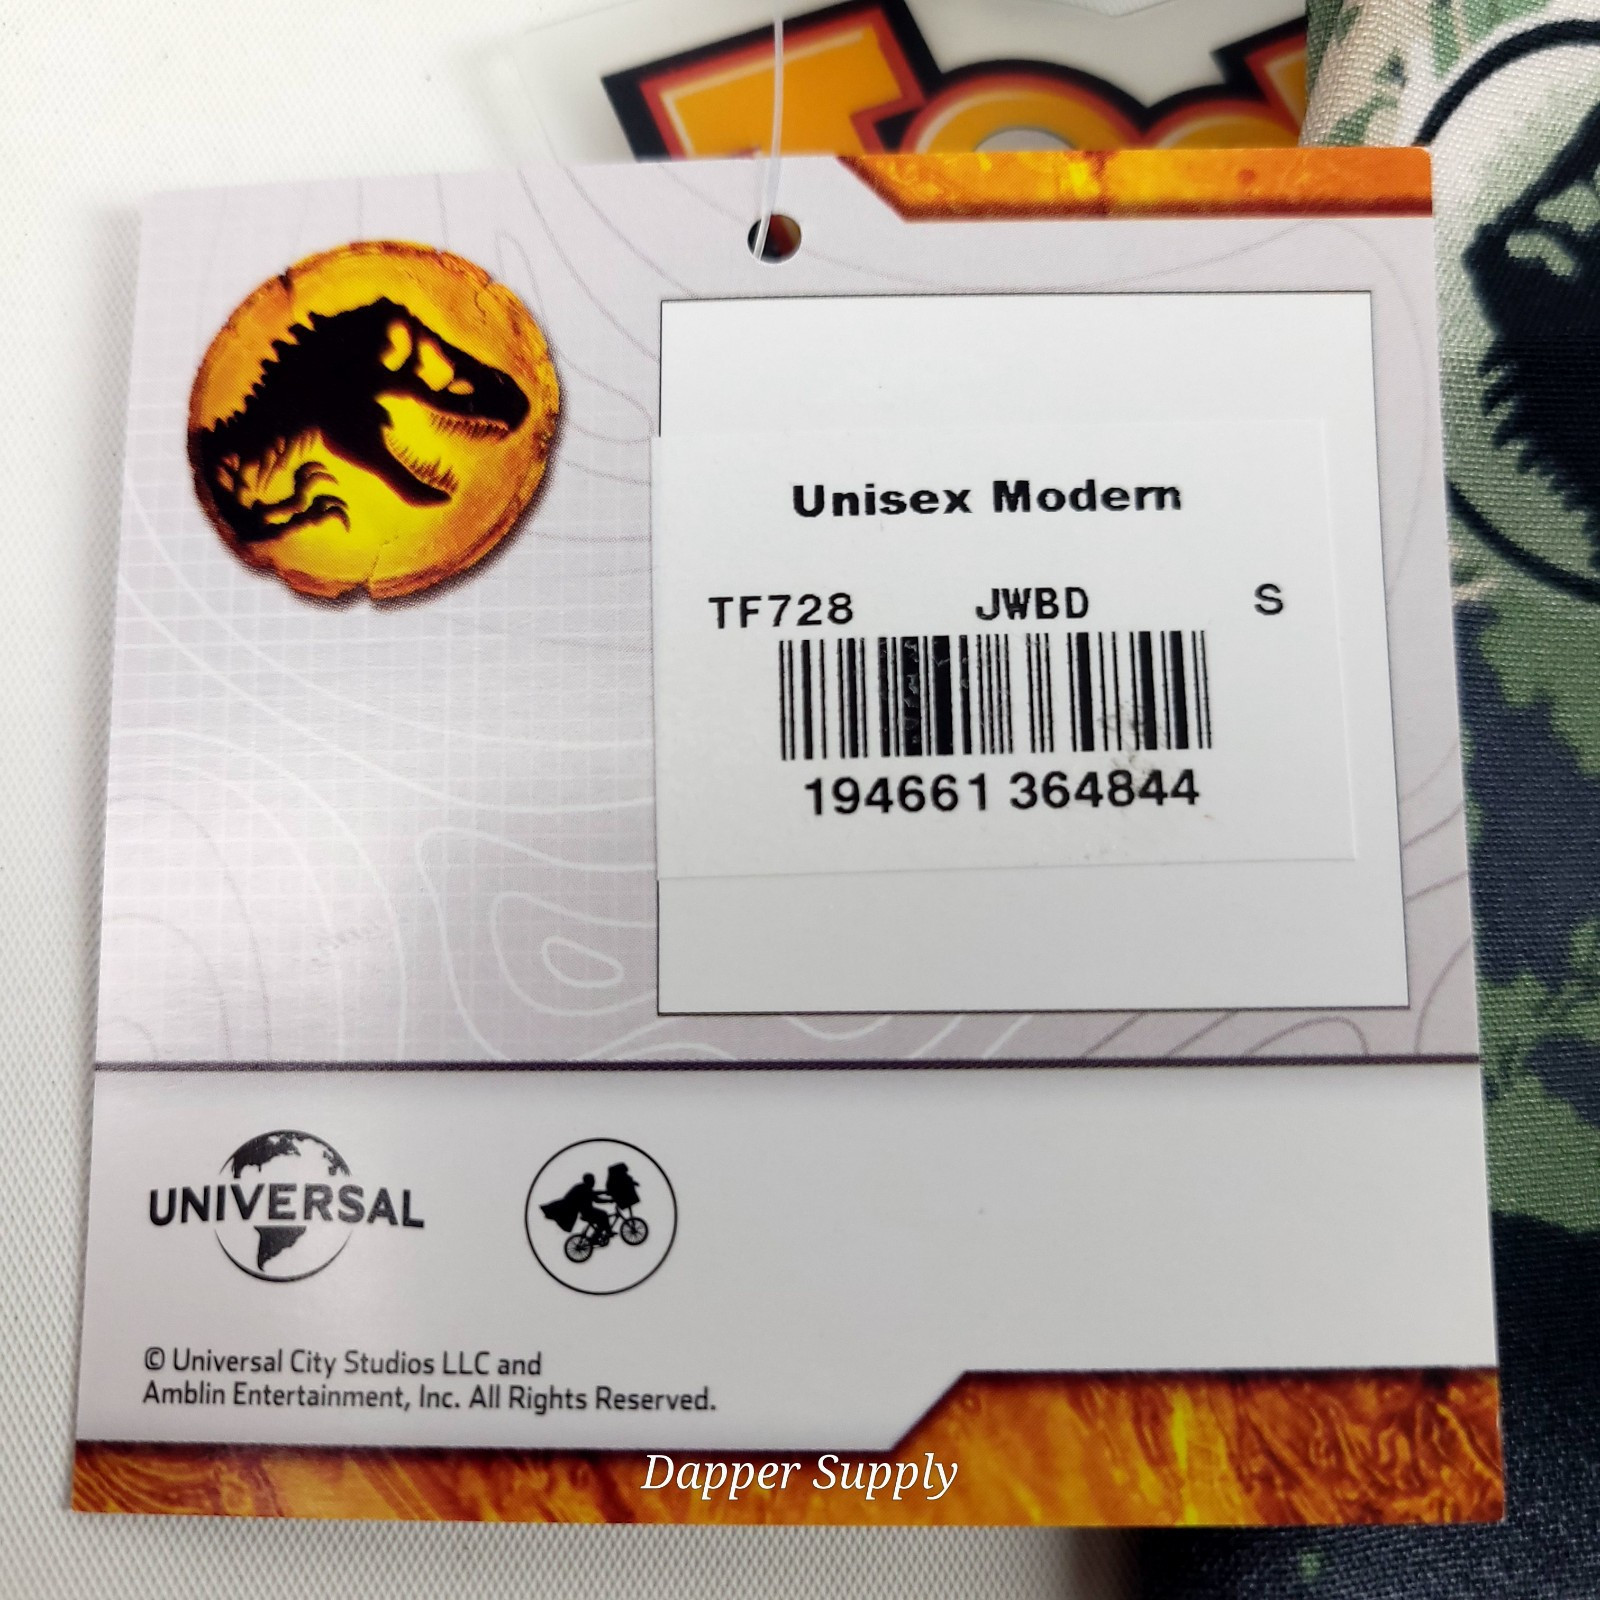 Unisex Modern
TF728 JWBD S
194661 364844
UNIVERSAL
© Universal City Studios LLC and
Amblin Entertainment, Inc. All Rights Reserved.
Dapper Supply